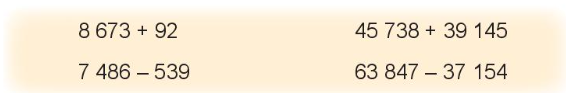 8 673 + 92 45 738 + 39 145
7 486 – 539 63 847 – 37 154